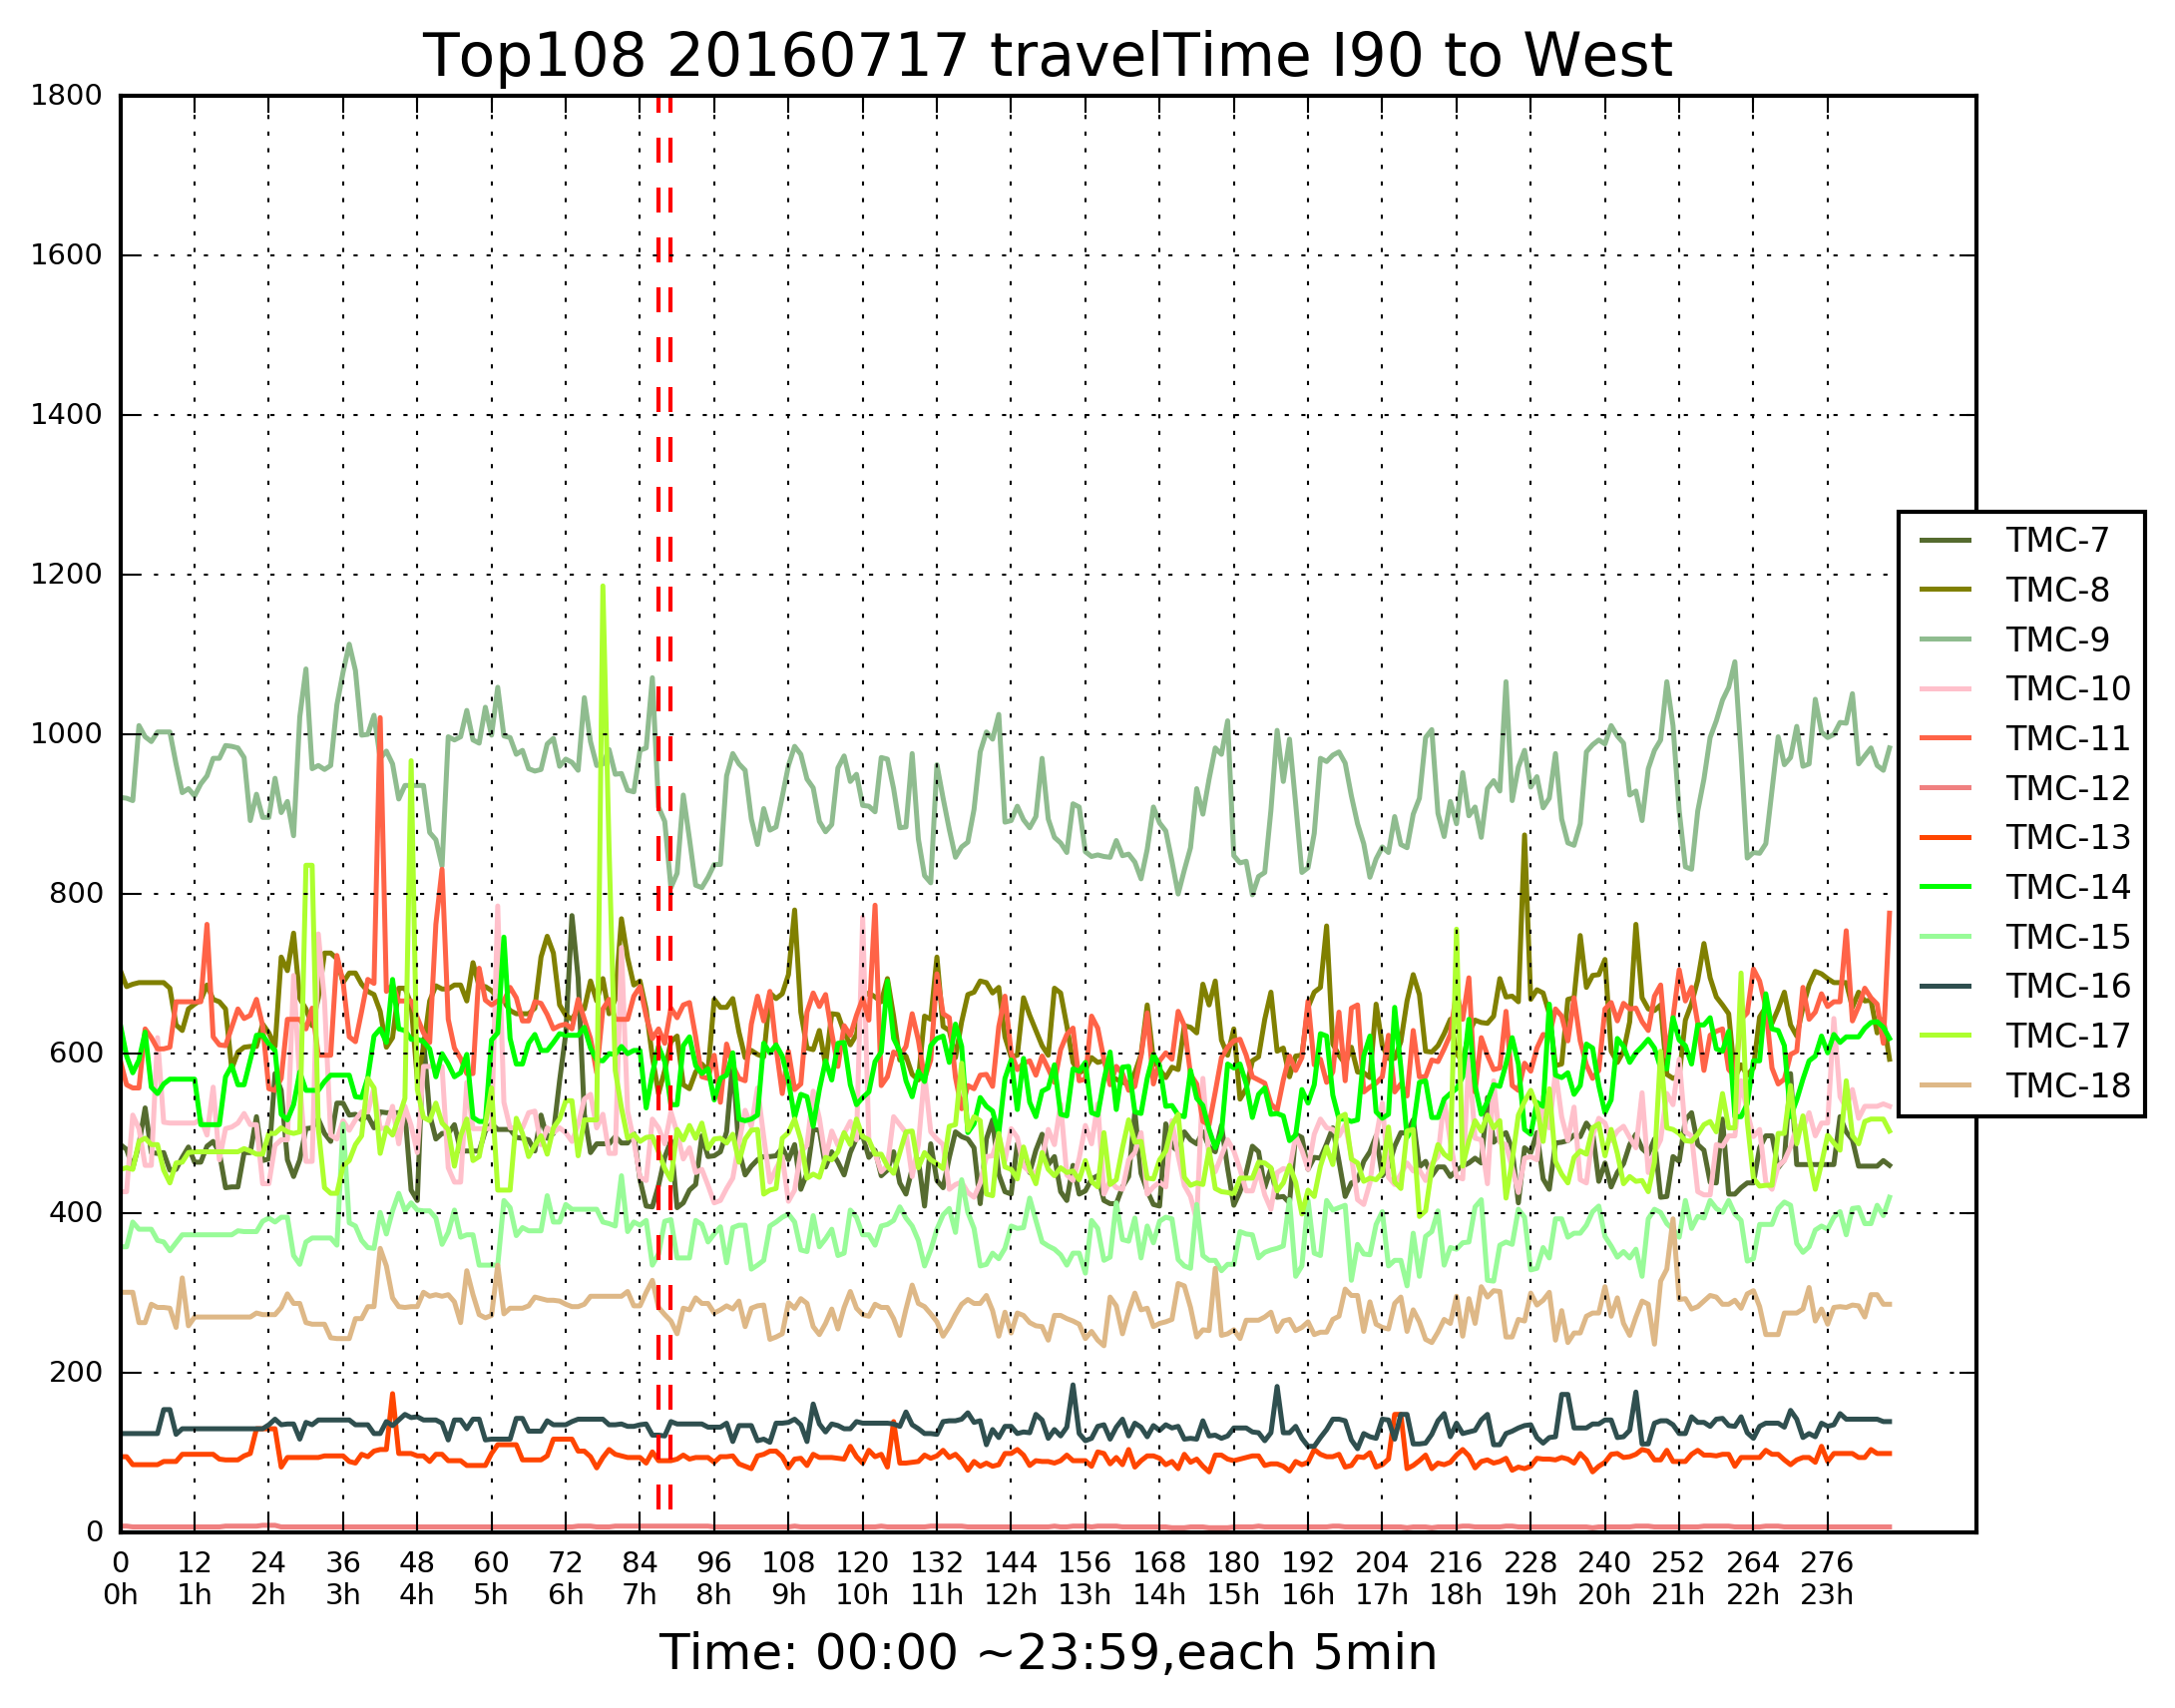 Top108 20160717 travelTime I90 to West
1800
1600
1400
1200
1000
800
600
400
200
0
TMC-7
TMC-8
TMC-9
TMC-10
TMC-11
TMC-12
TMC-13
TMC-14
TMC-15
TMC-16
TMC-17
TMC-18
0 12 24 36 48 60 72 84 96 108 120 132 144 156 168 180 192 204 216 228 240 252 264 276
0h 1h 2h 3h 4h 5h 6h 7h 8h 9h 10h 11h 12h 13h 14h 15h 16h 17h 18h 19h 20h 21h 22h 23h
Time: 00:00 ~23:59,each 5min